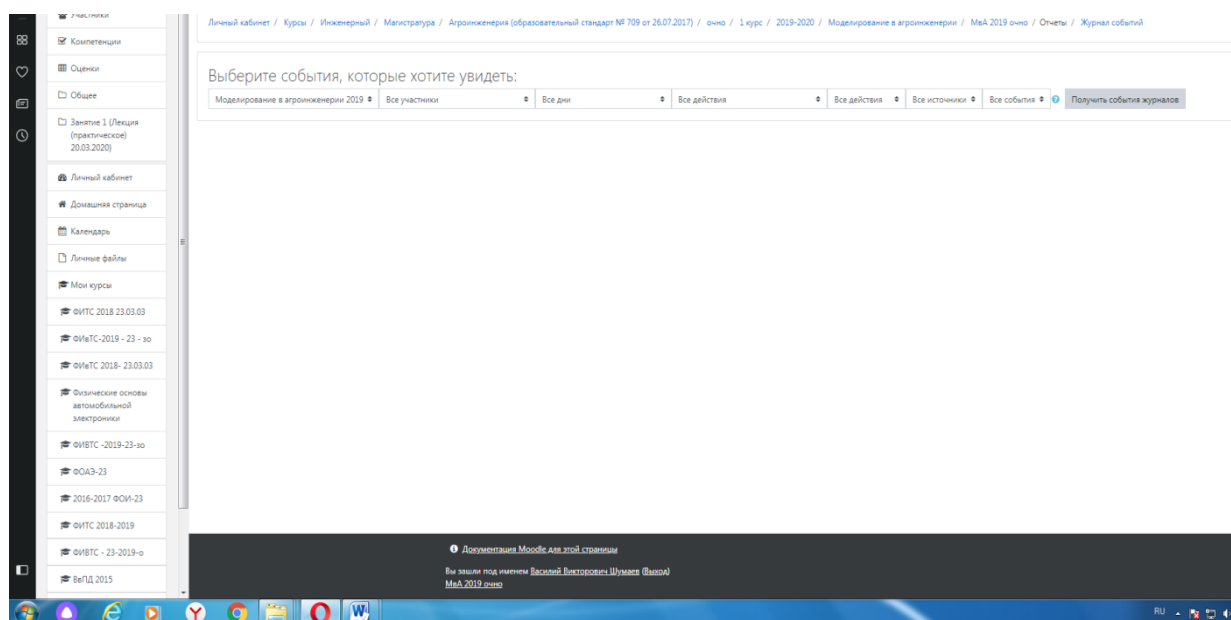 Участники
Компетенции
Оценки
Общее
Занятие 1 (Лекция
(практическое)
20.03.2020)
Личный кабинет
Домашняя страница
Календарь
Личные файлы
Мои курсы
ФИТС 2018 23.03.03
ФИвТС-2019 - 23 - зо
ФИвТС 2018- 23.03.03
Физические основы
автомобильной
электроники
ФИВТС -2019-23-зо
ФОАЭ-23
2016-2017 ФОИ-23
ФИТС 2018-2019
ФИВТС - 23-2019-о
ВвПД 2015
Личный кабинет / Курсы / Инженерный / Магистратура / Агроинженерия (образовательный стандарт № 709 от 26.07.2017) / очно / 1 курс / 2019-2020 / Моделирование в агроинженерии / МвА 2019 очно / Отчеты / Журнал событий
Выберите события, которые хотите увидеть:
Моделирование в агроинженерии 2019 Все участники Все дни Все действия Все действия Все источники Все события Получить события журналов
Документация Moodle для этой страницы
Вы зашли под именем Василий Викторович Шумаев (Выход)
МвА 2019 очно
RU